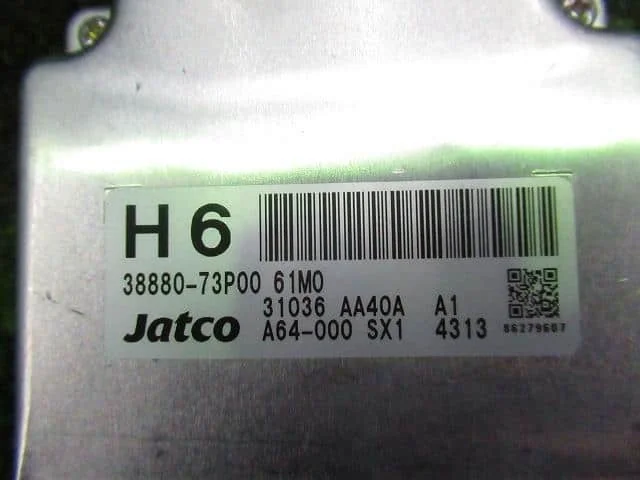 H6
38880-73P00 61M0
31036 AA40A A1
Jatco A64-000 SX1 4313
86279607